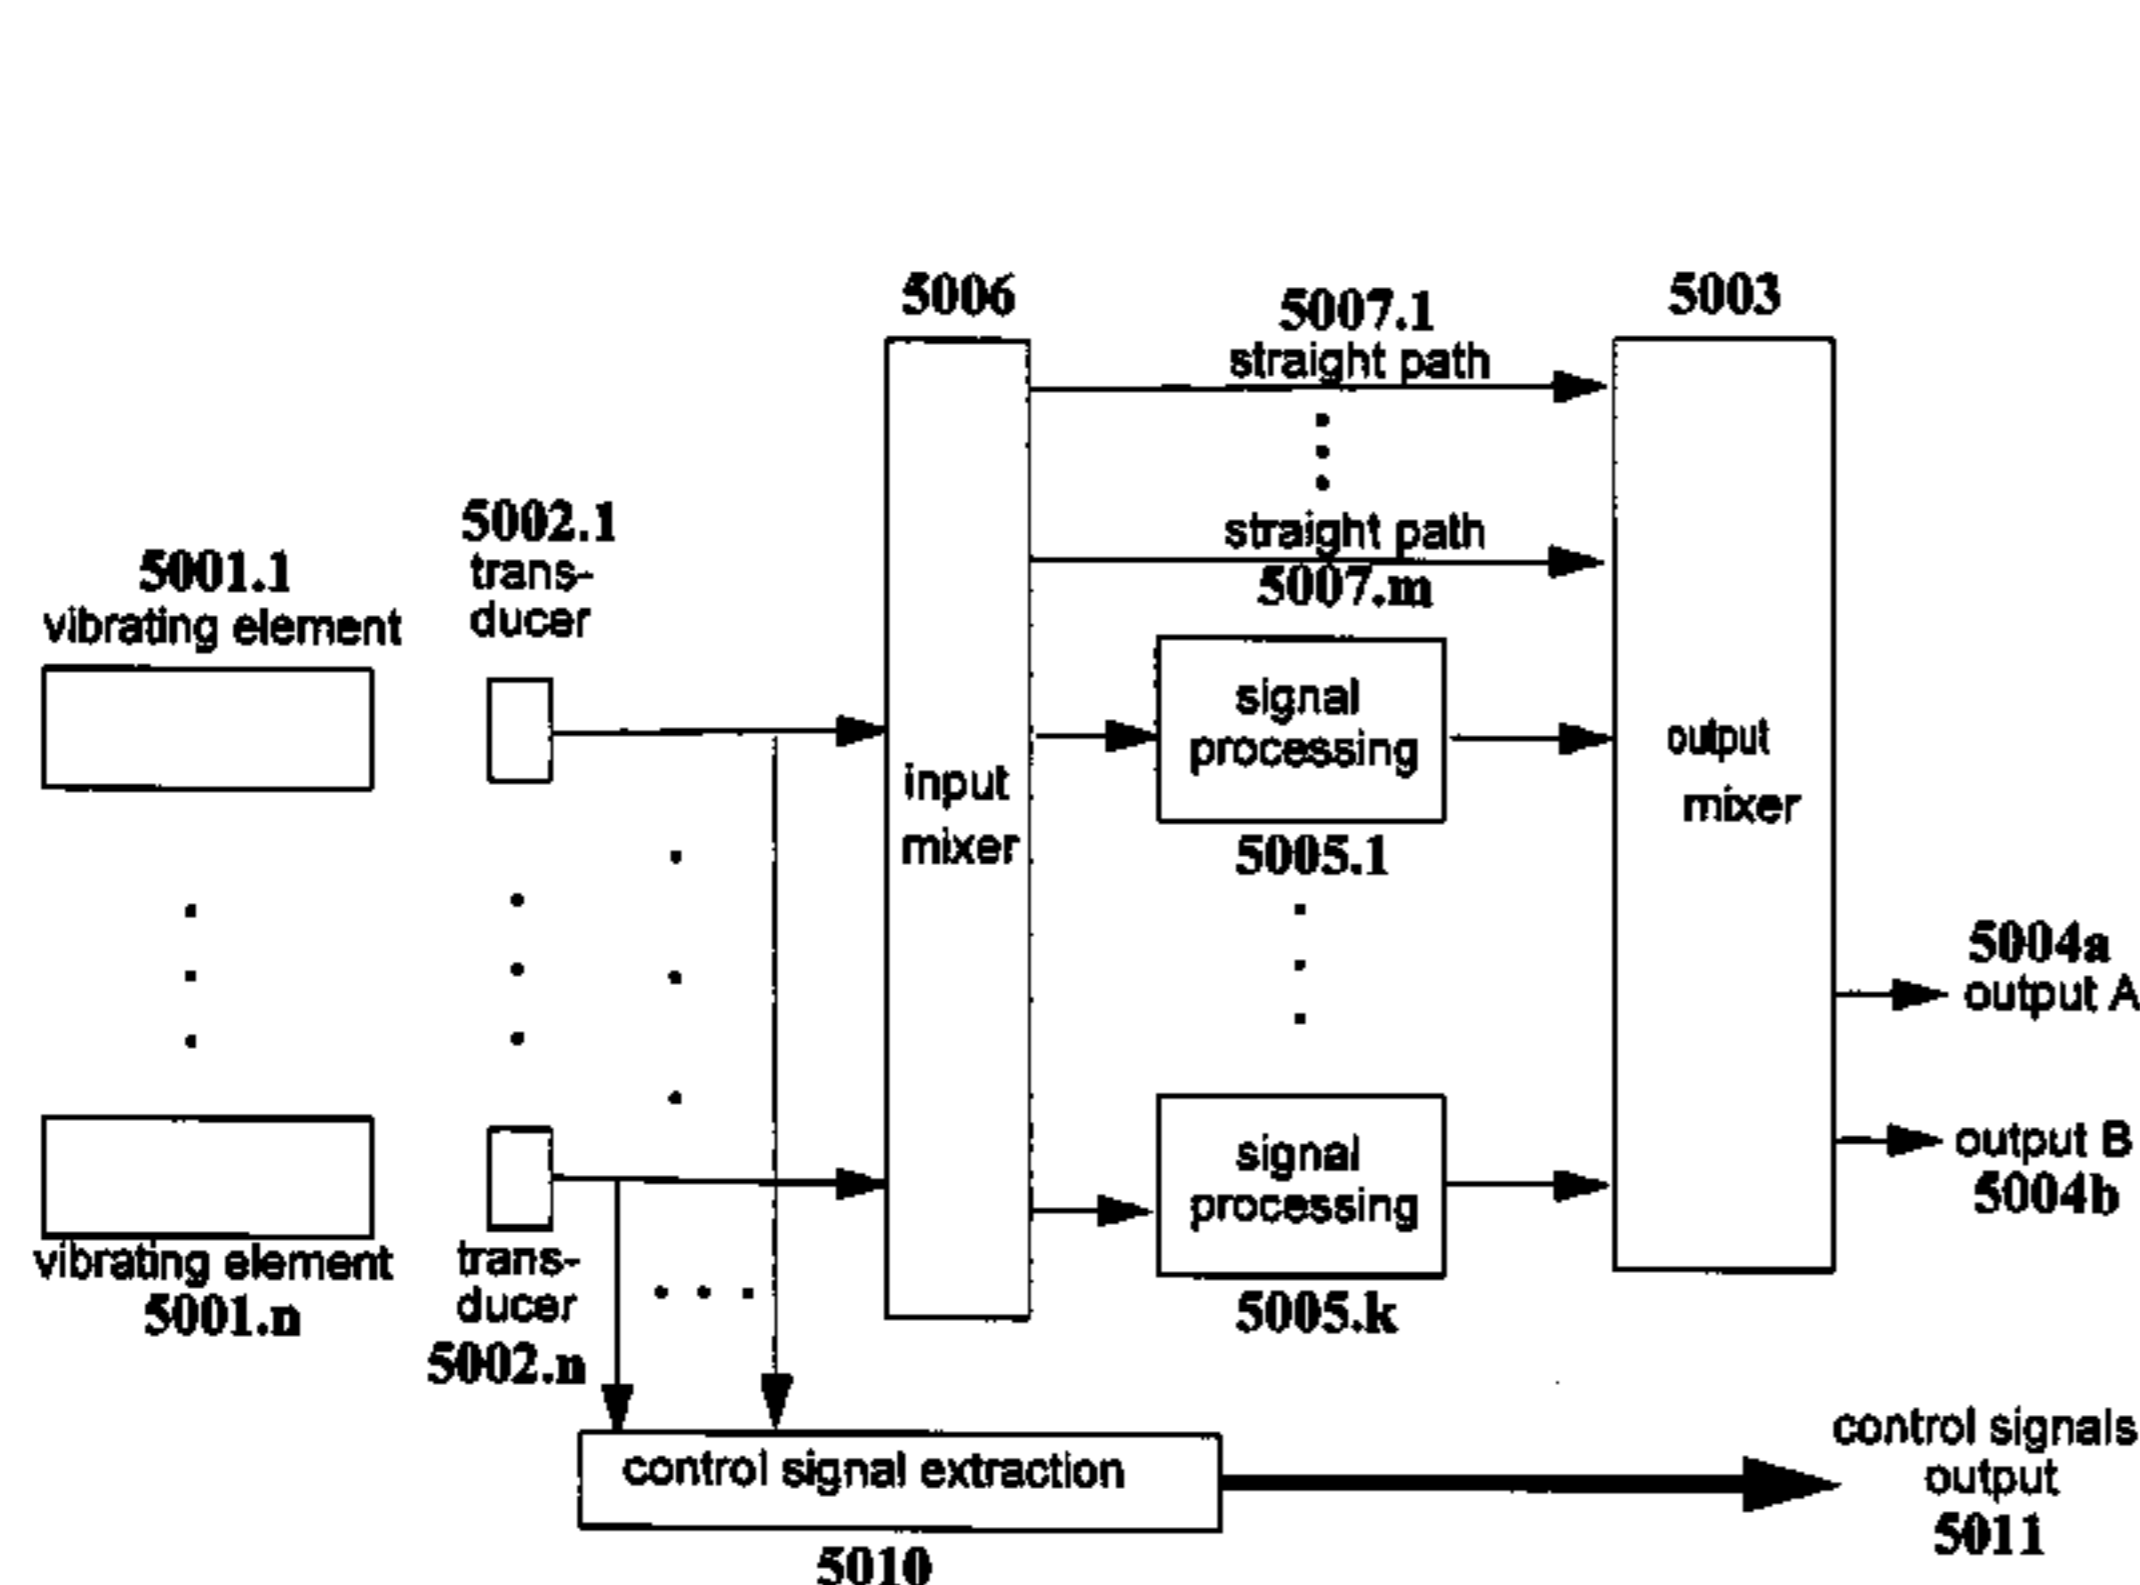 5006
5007.1
straight path
5003
straight path
5007.m
5002.1
trans-
ducer
5001.1
vibrating element
signal
processing
5005.1
input
mixer
output
mixer
5004a
output A
output B
5004b
signal
processing
5005.k
vibrating element
5001.n
trans-
ducer
5002.n
control signal extraction
5010
control signals
output
5011